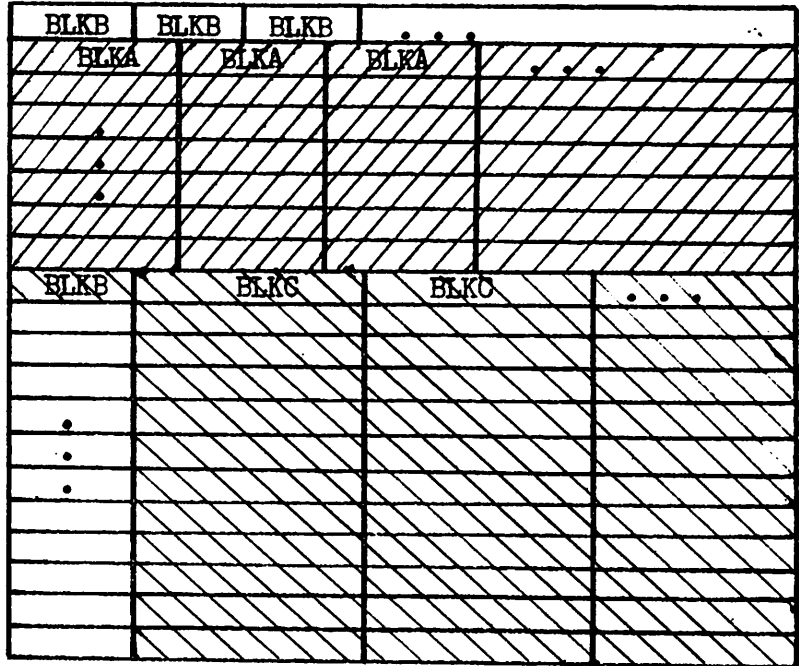 BLKB BLKB BLKB . . .
BLKA BLKA BLKA . . .
BLKB BLKC BLKC . . .